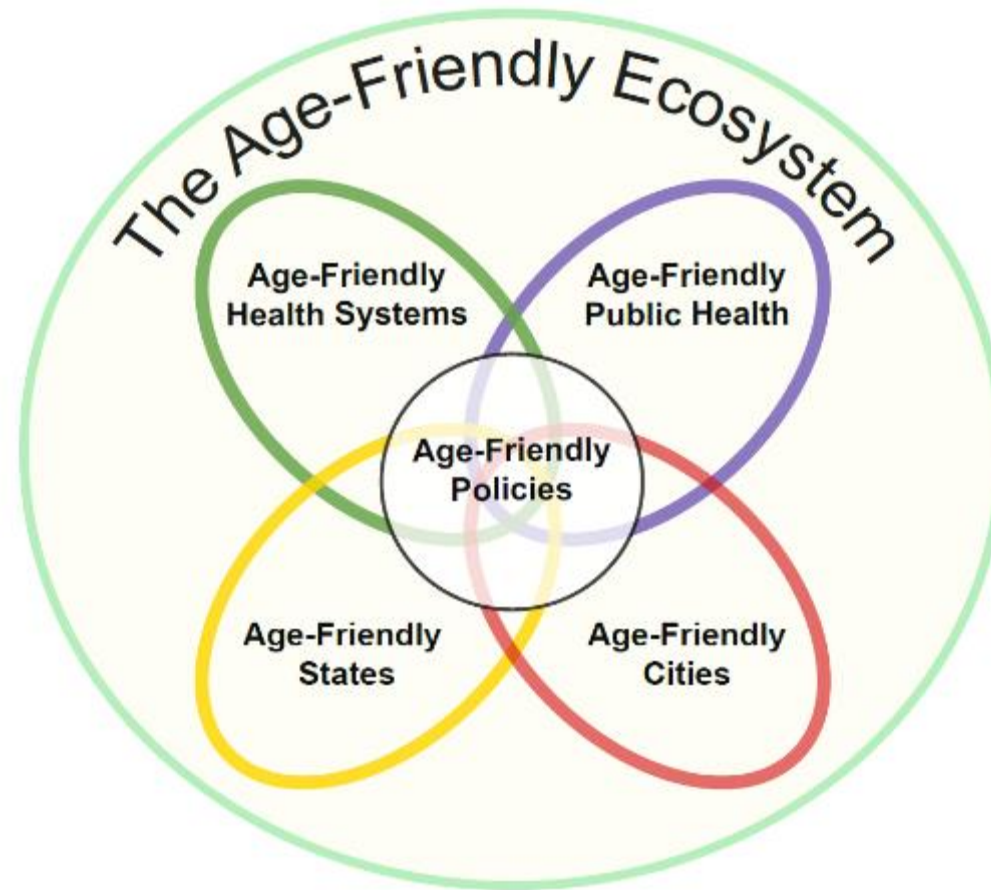 The Age-Friendly Ecosystem
Age-Friendly
Health Systems
Age-Friendly
Public Health
Age-Friendly
Policies
Age-Friendly
States
Age-Friendly
Cities